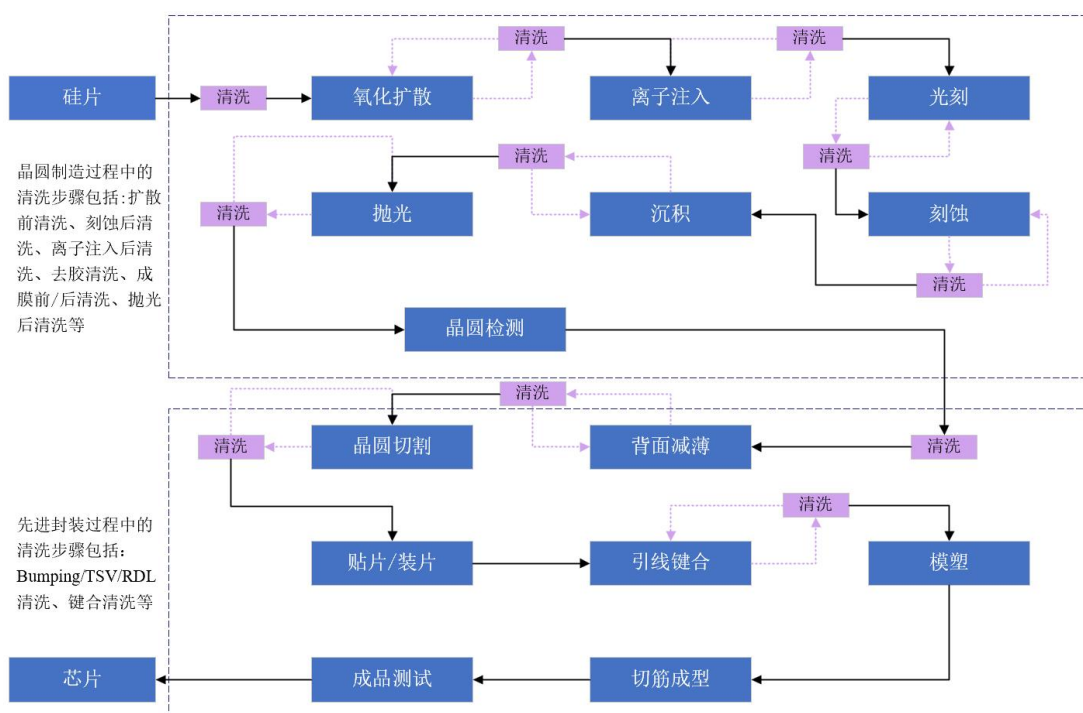 清洗
清洗
硅片
清洗
氧化扩散
离子注入
光刻
晶圆制造过程中的
清洗步骤包括:扩散
前清洗、刻蚀后清
洗、离子注入后清
洗、去胶清洗、成
膜前/后清洗、抛光
后清洗等
清洗
清洗
清洗
抛光
沉积
刻蚀
清洗
晶圆检测
清洗
清洗
晶圆切割
背面减薄
清洗
先进封装过程中的
清洗步骤包括：
Bumping/TSV/RDL
清洗、键合清洗等
清洗
贴片/装片
引线键合
模塑
芯片
成品测试
切筋成型